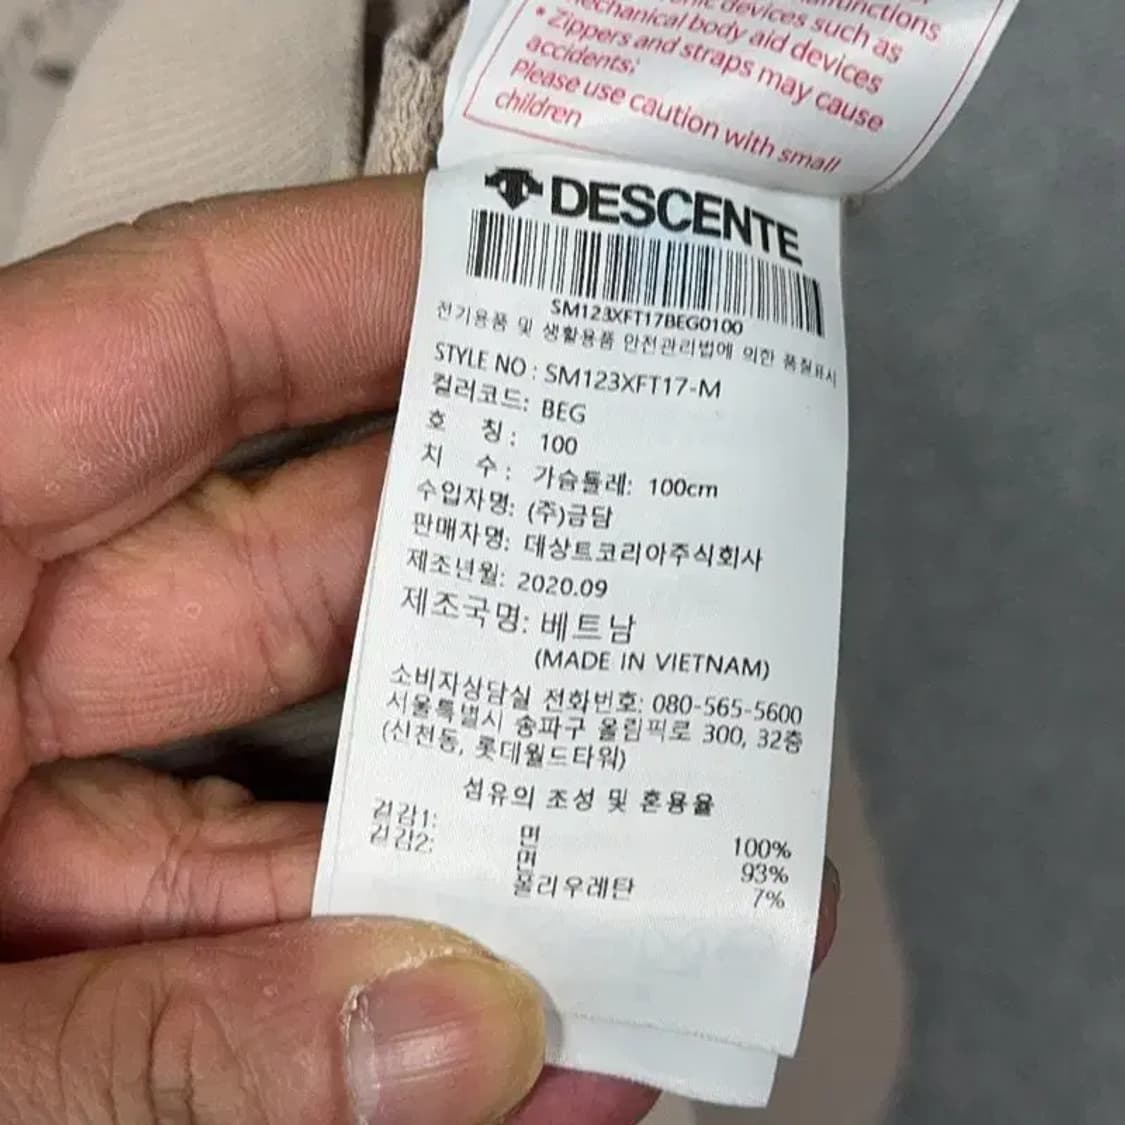 devices such as
mechanical body aid devices
• Zippers and straps may cause
accidents;
Please use caution with small
children
DESCENTE
SM123XFT17BEG0100
전기용품 및 생활용품 안전관리법에 의한 품질표시
STYLE NO : SM123XFT17-M
컬러코드: BEG
호 칭 : 100
치 수 : 가슴둘레: 100cm
수입자명: (주)금담
판매자명: 데상트코리아주식회사
제조년월: 2020.09
제조국명: 베트남
(MADE IN VIETNAM)
소비자상담실 전화번호: 080-565-5600
서울특별시 송파구 올림픽로 300, 32층
(신천동, 롯데월드타워)
섬유의 조성 및 혼용율
겉감1: 면 100%
겉감2: 면 93%
폴리우레탄 7%